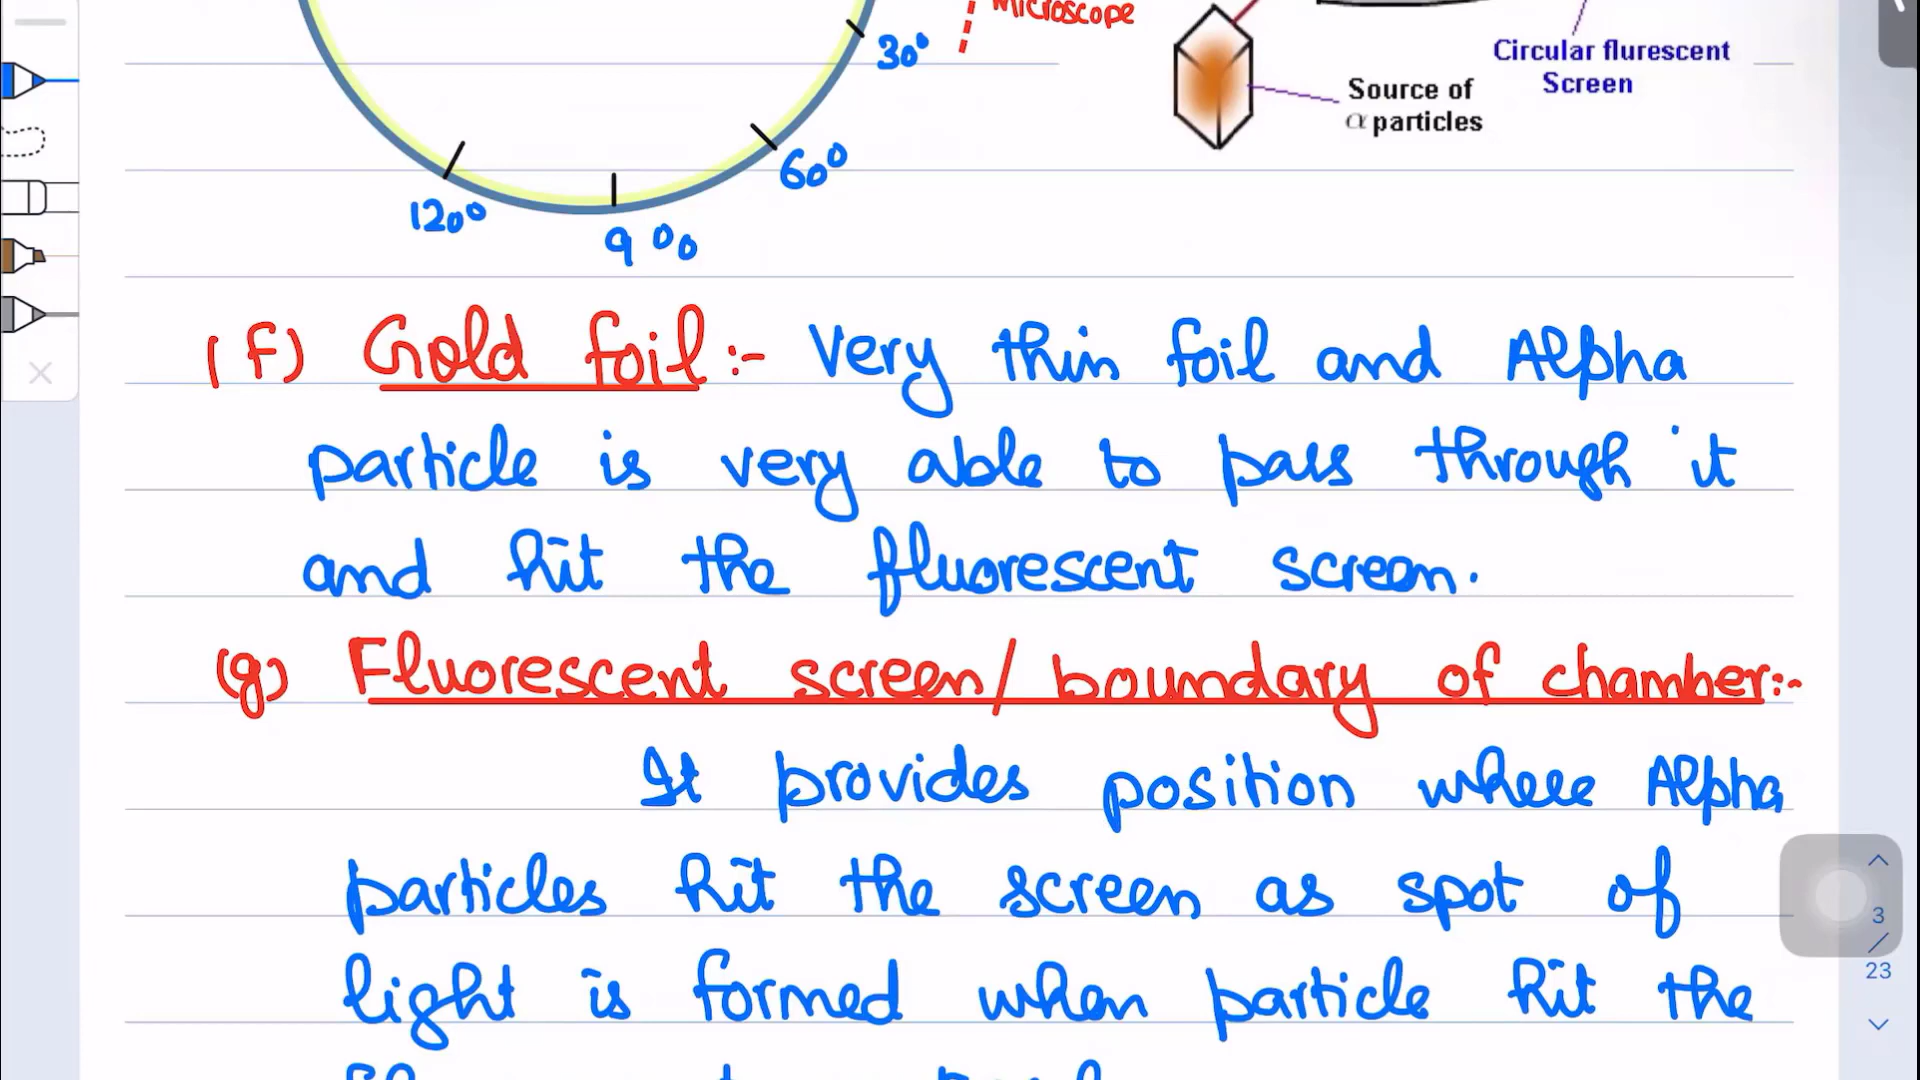 Microscope
30°
Circular flurescent
Screen
Source of
α particles
60°
120°
90°
(f) Gold foil:- Very thin foil and Alpha
particle is very able to pass through it
and hit the fluorescent screen.
(g) Fluorescent screen/boundary of chamber:-
It provides position where Alpha
particles hit the screen as spot of
light is formed when particle hit the
3
/
23